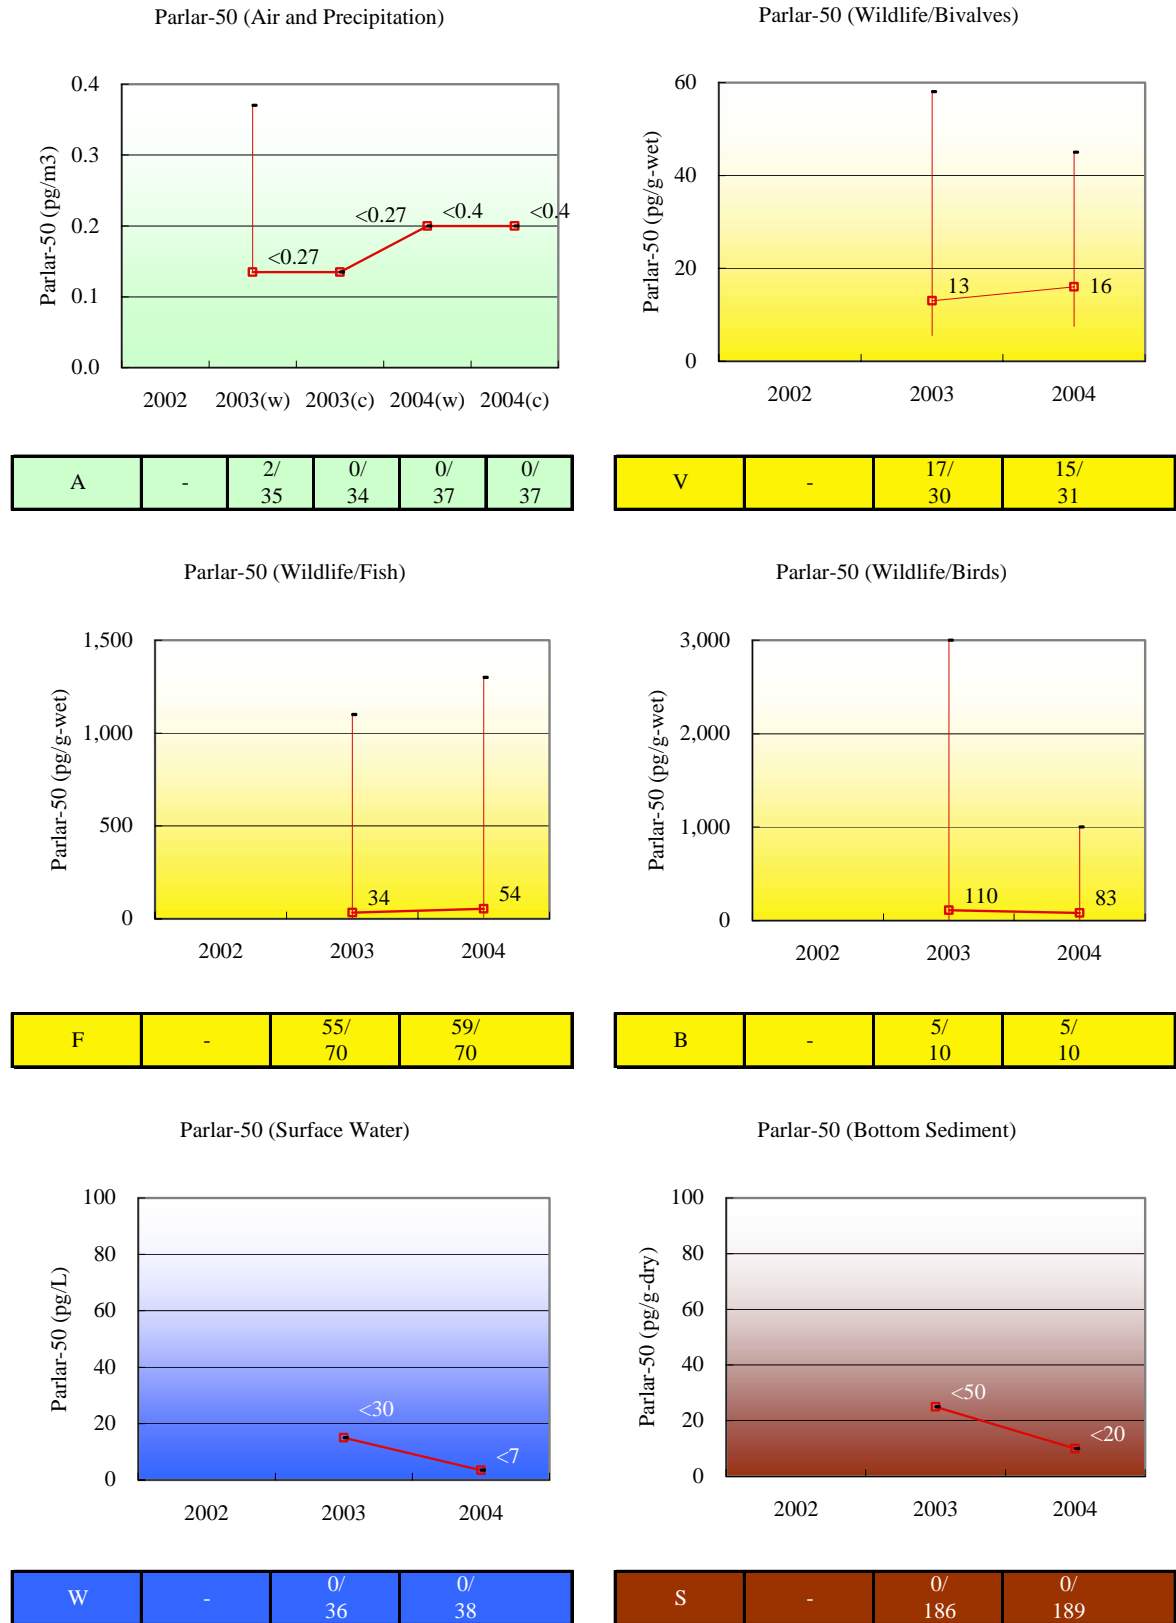 Parlar-50 (Air and Precipitation)
Parlar-50 (pg/m3)
0.4
0.3
0.2
0.1
0.0
<0.27
<0.27
<0.4
<0.4
2002 2003(w) 2003(c) 2004(w) 2004(c)
A - 2/ 0/ 0/ 0/
35 34 37 37
Parlar-50 (Wildlife/Bivalves)
Parlar-50 (pg/g-wet)
60
40
20
0
13
16
2002 2003 2004
V - 17/ 15/
30 31
Parlar-50 (Wildlife/Fish)
Parlar-50 (pg/g-wet)
1,500
1,000
500
0
34
54
2002 2003 2004
F - 55/ 59/
70 70
Parlar-50 (Wildlife/Birds)
Parlar-50 (pg/g-wet)
3,000
2,000
1,000
0
110
83
2002 2003 2004
B - 5/ 5/
10 10
Parlar-50 (Surface Water)
Parlar-50 (pg/L)
100
80
60
40
20
0
<30
<7
2002 2003 2004
W - 0/ 0/
36 38
Parlar-50 (Bottom Sediment)
Parlar-50 (pg/g-dry)
100
80
60
40
20
0
<50
<20
2002 2003 2004
S - 0/ 0/
186 189